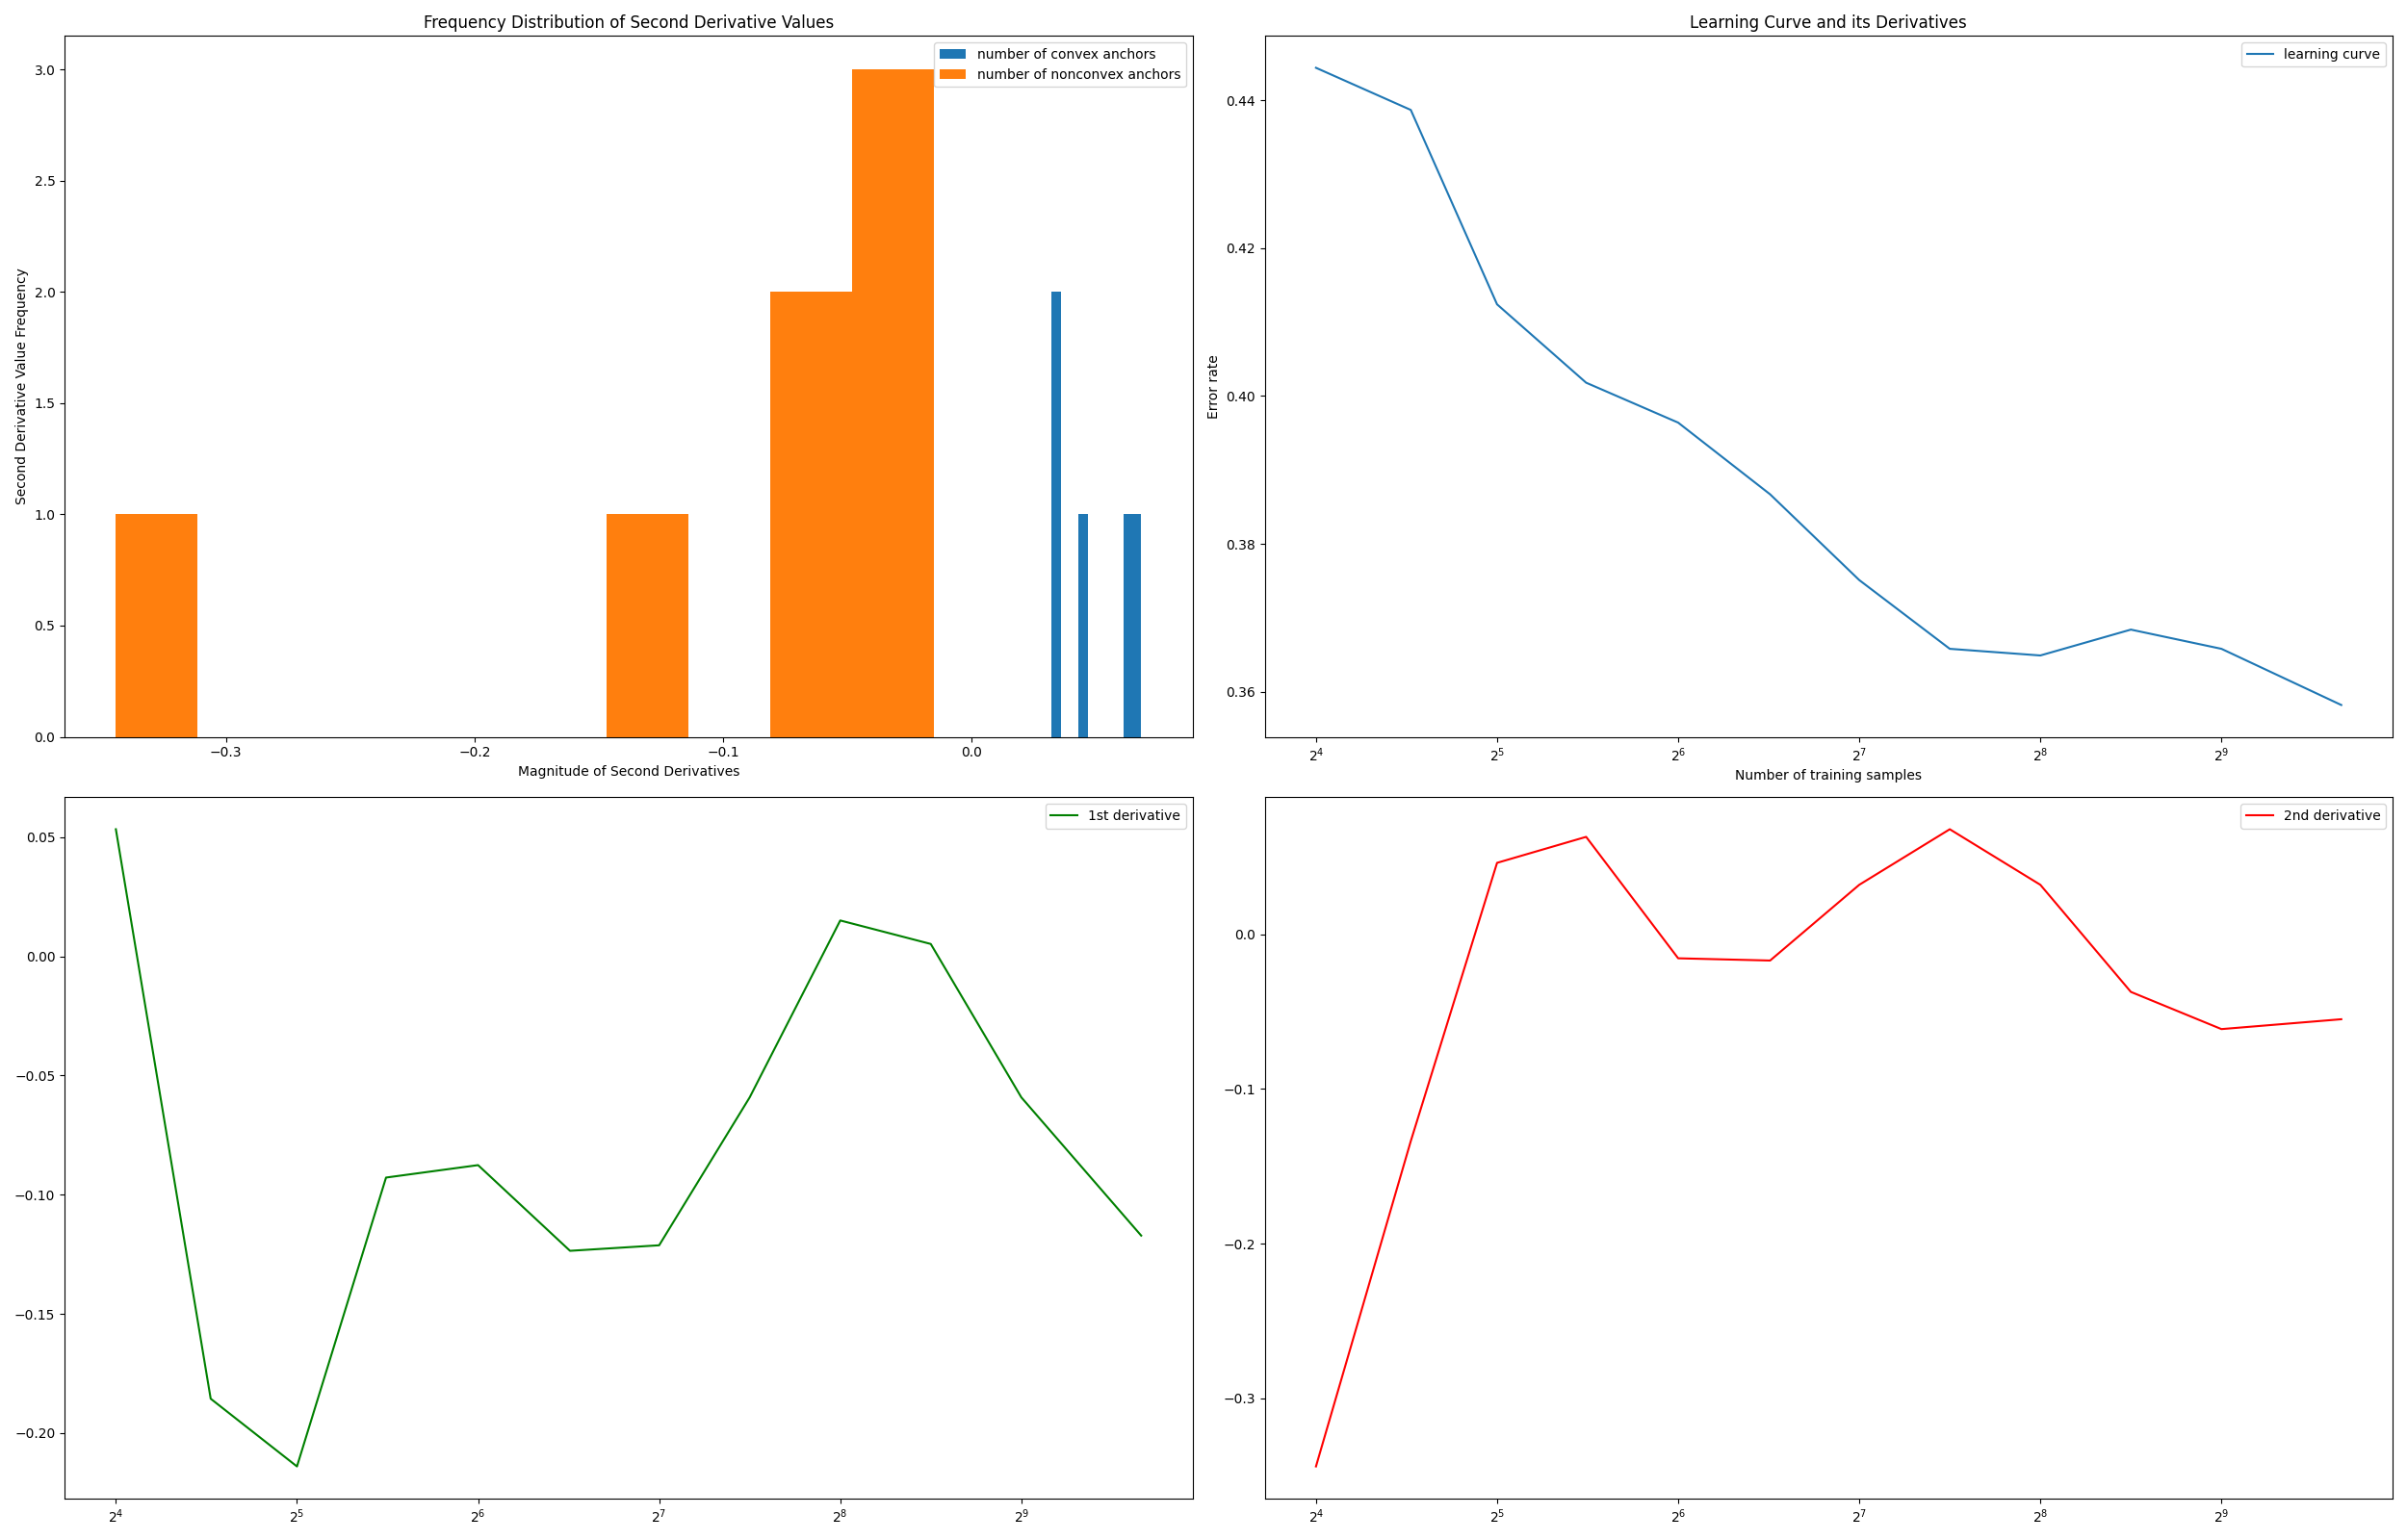 Frequency Distribution of Second Derivative Values
number of convex anchors
number of nonconvex anchors
Second Derivative Value Frequency
3.0
2.5
2.0
1.5
1.0
0.5
0.0
−0.3 −0.2 −0.1 0.0
Magnitude of Second Derivatives
Learning Curve and its Derivatives
learning curve
Error rate
0.44
0.42
0.40
0.38
0.36
2⁴ 2⁵ 2⁶ 2⁷ 2⁸ 2⁹
Number of training samples
1st derivative
0.05
0.00
−0.05
−0.10
−0.15
−0.20
2⁴ 2⁵ 2⁶ 2⁷ 2⁸ 2⁹
2nd derivative
0.0
−0.1
−0.2
−0.3
2⁴ 2⁵ 2⁶ 2⁷ 2⁸ 2⁹